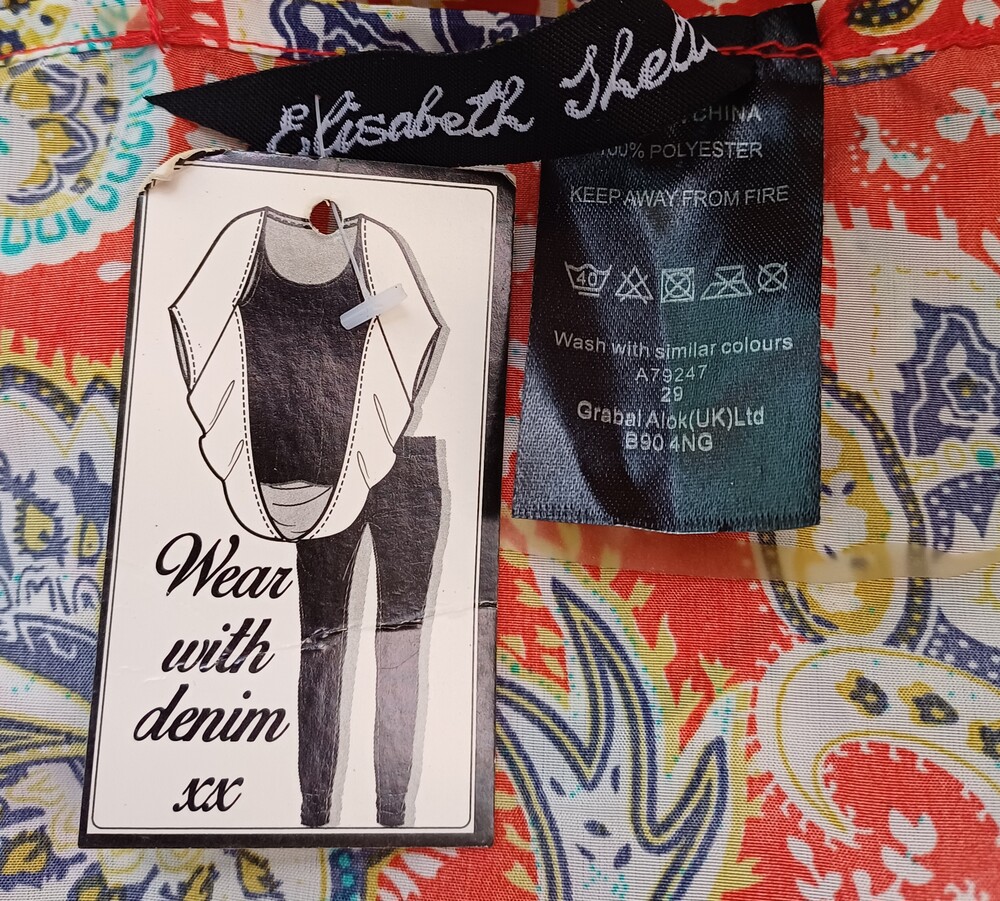 Elisabeth
CHINA
100% POLYESTER
KEEP AWAY FROM FIRE
40
Wash with similar colours
A79247
29
Grabal Alok(UK)Ltd
B90 4NG
Wear
with
denim
xx